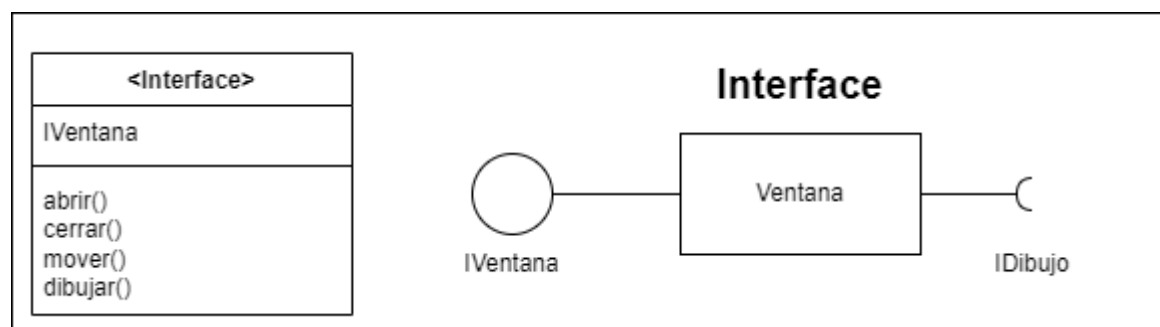 <Interface>
IVentana
abrir()
cerrar()
mover()
dibujar()
Interface
Ventana
IVentana
IDibujo